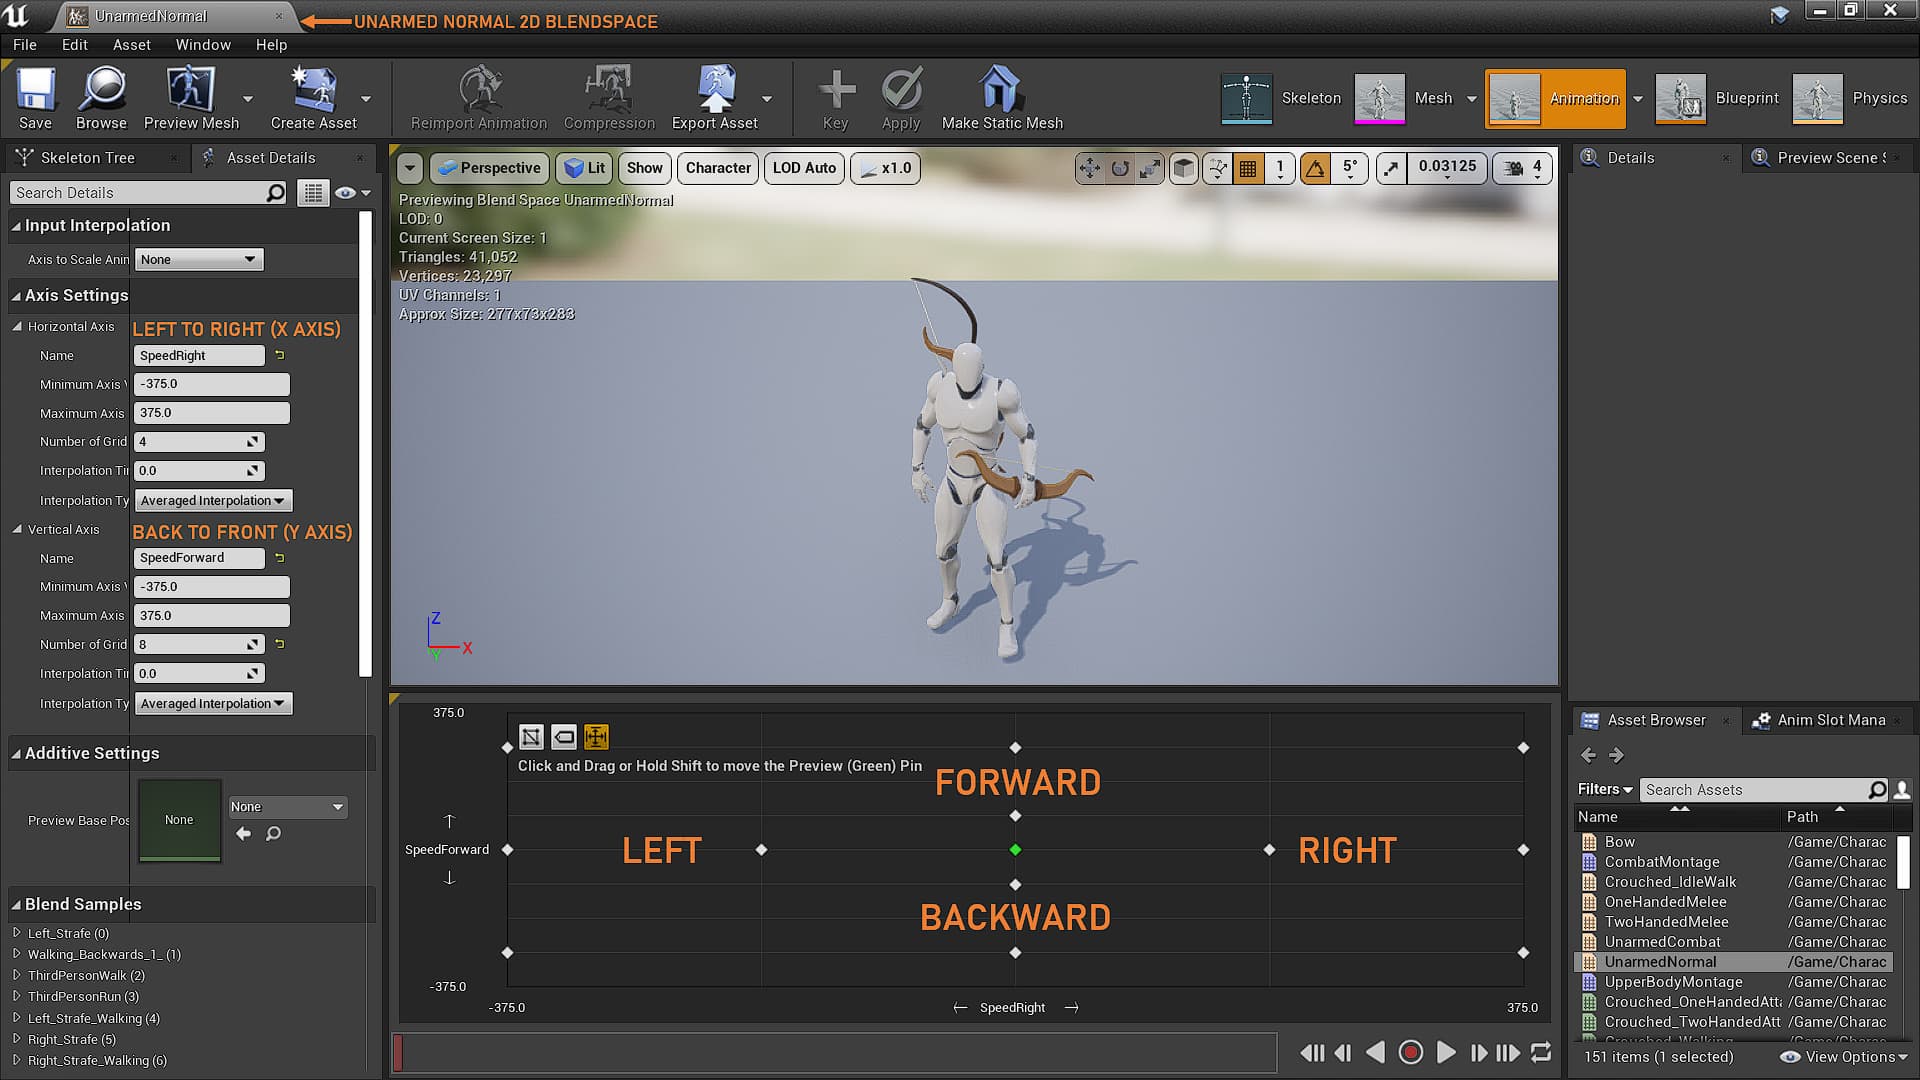 UnarmedNormal
UNARMED NORMAL 2D BLENDSPACE
File Edit Asset Window Help
Save Browse Preview Mesh Create Asset Reimport Animation Compression Export Asset Key Apply Make Static Mesh Skeleton Mesh Animation Blueprint Physics
Skeleton Tree Asset Details
Search Details
Input Interpolation
Axis to Scale Anin None
Axis Settings
Horizontal Axis LEFT TO RIGHT (X AXIS)
Name SpeedRight
Minimum Axis -375.0
Maximum Axis 375.0
Number of Grid 4
Interpolation Ti 0.0
Interpolation Ty Averaged Interpolation
Vertical Axis BACK TO FRONT (Y AXIS)
Name SpeedForward
Minimum Axis -375.0
Maximum Axis 375.0
Number of Grid 8
Interpolation Ti 0.0
Interpolation Ty Averaged Interpolation
Additive Settings
Preview Base Pos None None
Blend Samples
Left_Strafe (0)
Walking_Backwards_1_ (1)
ThirdPersonWalk (2)
ThirdPersonRun (3)
Left_Strafe_Walking (4)
Right_Strafe (5)
Right_Strafe_Walking (6)
Perspective Lit Show Character LOD Auto x1.0 1 5° 0.03125 4
Previewing Blend Space UnarmedNormal
LOD: 0
Current Screen Size: 1
Triangles: 41,052
Vertices: 23,297
UV Channels: 1
Approx Size: 277x73x283
Z
X
Y
375.0
Click and Drag or Hold Shift to move the Preview (Green) Pin
FORWARD
SpeedForward LEFT RIGHT
BACKWARD
-375.0
-375.0 SpeedRight 375.0
Details Preview Scene S
Asset Browser Anim Slot Mana
Filters Search Assets
Name Path
Bow /Game/Charac
CombatMontage /Game/Charac
Crouched_IdleWalk /Game/Charac
OneHandedMelee /Game/Charac
TwoHandedMelee /Game/Charac
UnarmedCombat /Game/Charac
UnarmedNormal /Game/Charac
UpperBodyMontage /Game/Charac
Crouched_OneHandedAtta /Game/Charac
Crouched_TwoHandedAtt /Game/Charac
151 items (1 selected) View Options